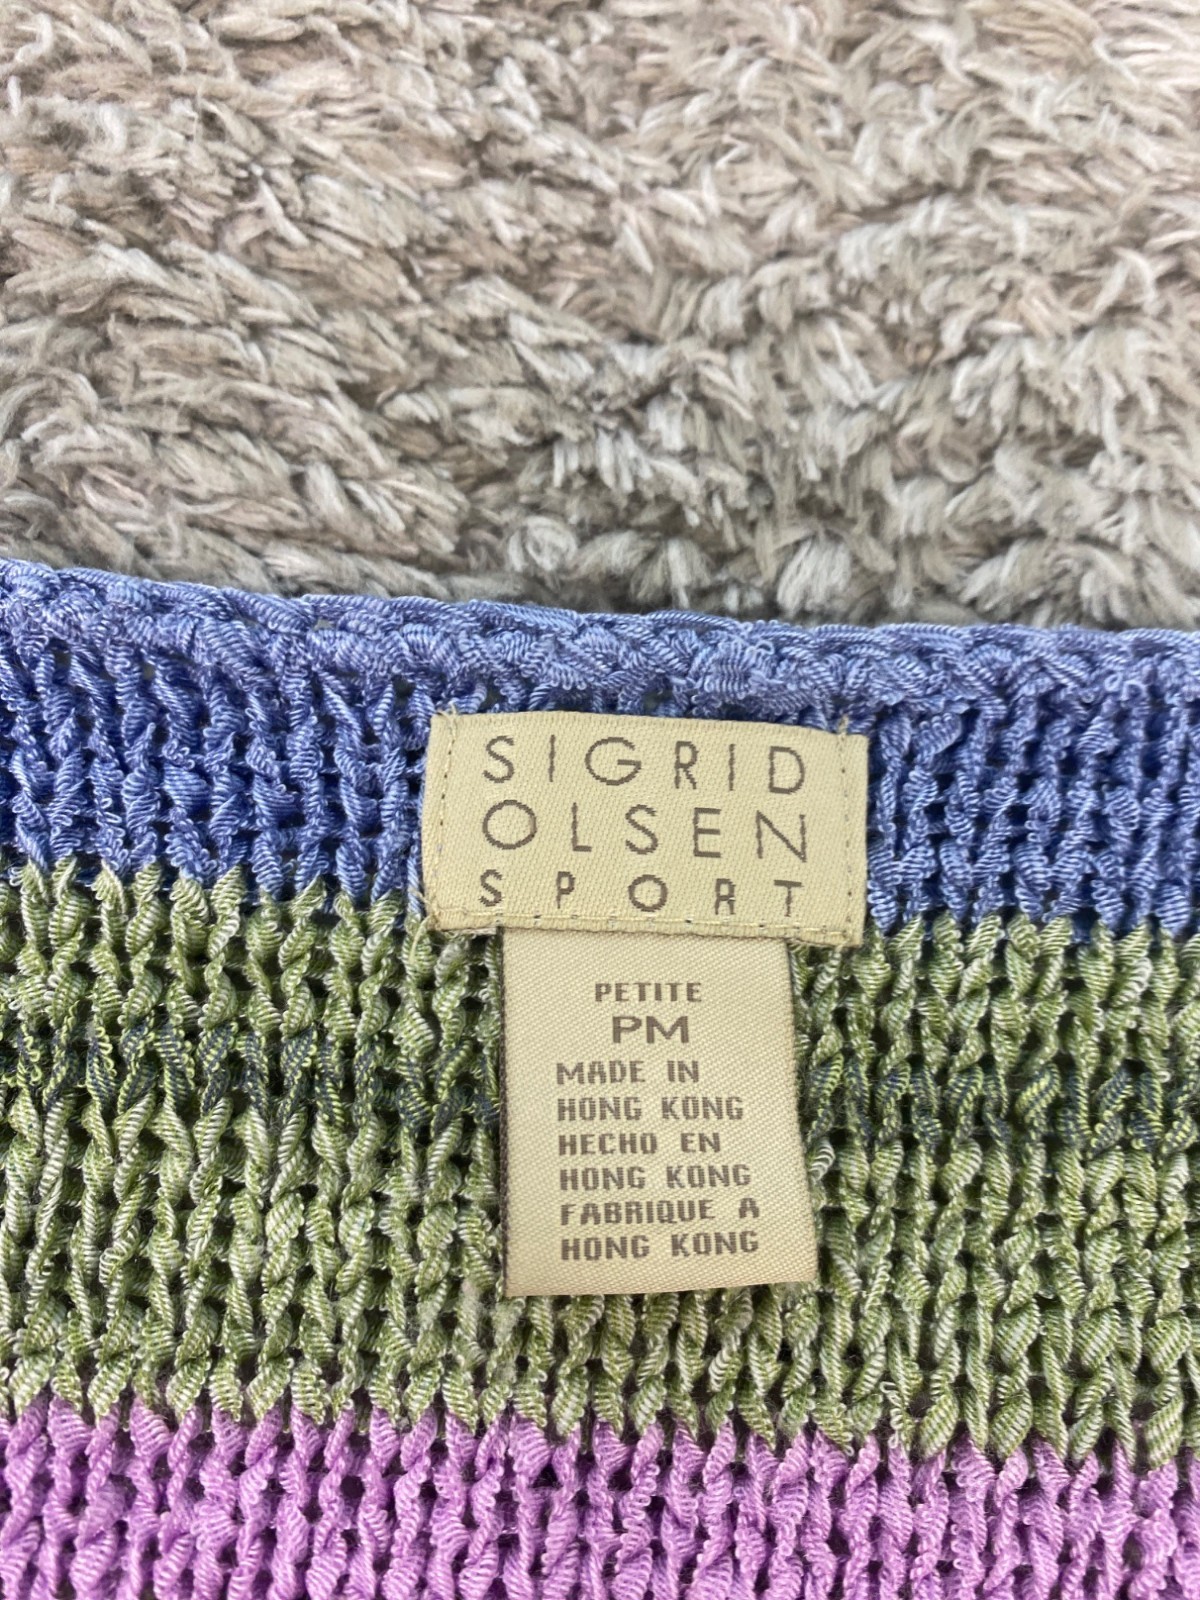 SIGRID
OLSEN
SPORT
PETITE
PM
MADE IN
HONG KONG
HECHO EN
HONG KONG
FABRIQUE A
HONG KONG